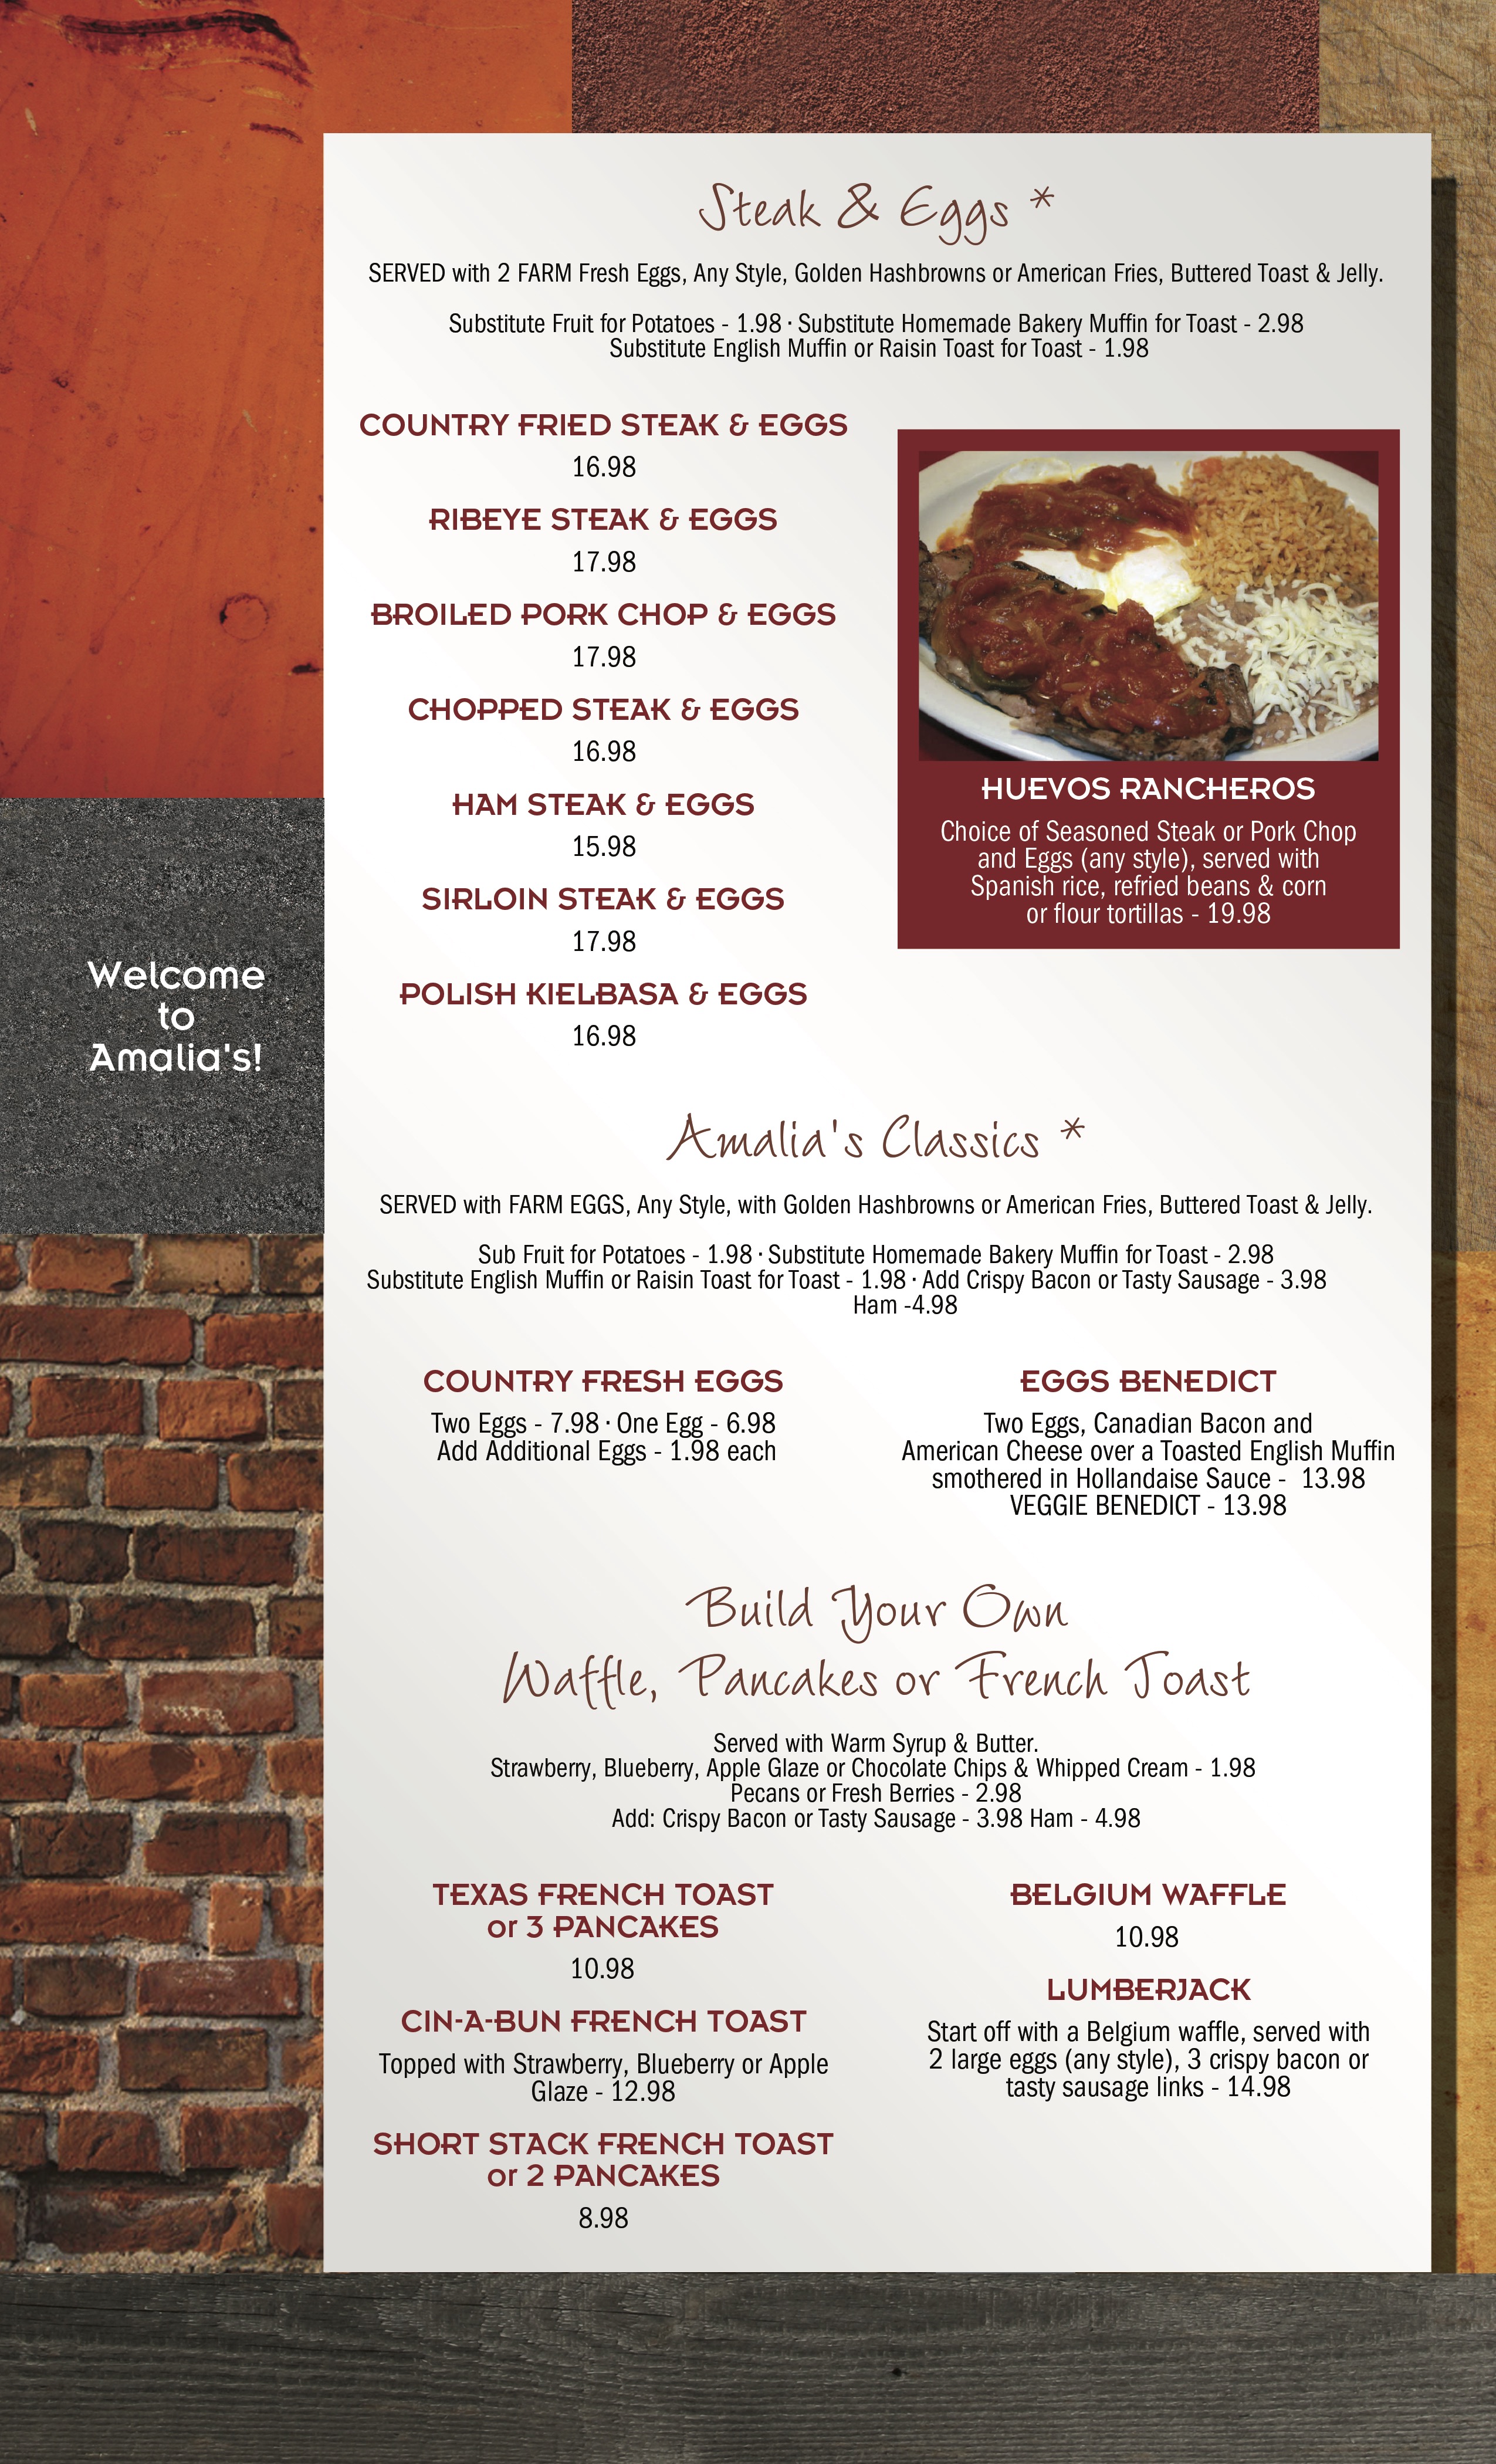 Steak & Eggs *
SERVED with 2 FARM Fresh Eggs, Any Style, Golden Hashbrowns or American Fries, Buttered Toast & Jelly.
Substitute Fruit for Potatoes - 1.98 · Substitute Homemade Bakery Muffin for Toast - 2.98
Substitute English Muffin or Raisin Toast for Toast - 1.98
COUNTRY FRIED STEAK & EGGS
16.98
RIBEYE STEAK & EGGS
17.98
BROILED PORK CHOP & EGGS
17.98
CHOPPED STEAK & EGGS
16.98
HAM STEAK & EGGS
15.98
SIRLOIN STEAK & EGGS
17.98
POLISH KIELBASA & EGGS
16.98
HUEVOS RANCHEROS
Choice of Seasoned Steak or Pork Chop
and Eggs (any style), served with
Spanish rice, refried beans & corn
or flour tortillas - 19.98
Welcome
to
Amalia's!
Amalia's Classics *
SERVED with FARM EGGS, Any Style, with Golden Hashbrowns or American Fries, Buttered Toast & Jelly.
Sub Fruit for Potatoes - 1.98 · Substitute Homemade Bakery Muffin for Toast - 2.98
Substitute English Muffin or Raisin Toast for Toast - 1.98 · Add Crispy Bacon or Tasty Sausage - 3.98
Ham -4.98
COUNTRY FRESH EGGS
Two Eggs - 7.98 · One Egg - 6.98
Add Additional Eggs - 1.98 each
EGGS BENEDICT
Two Eggs, Canadian Bacon and
American Cheese over a Toasted English Muffin
smothered in Hollandaise Sauce -  13.98
VEGGIE BENEDICT - 13.98
Build Your Own
Waffle, Pancakes or French Toast
Served with Warm Syrup & Butter.
Strawberry, Blueberry, Apple Glaze or Chocolate Chips & Whipped Cream - 1.98
Pecans or Fresh Berries - 2.98
Add: Crispy Bacon or Tasty Sausage - 3.98 Ham - 4.98
TEXAS FRENCH TOAST
or 3 PANCAKES
10.98
CIN-A-BUN FRENCH TOAST
Topped with Strawberry, Blueberry or Apple
Glaze - 12.98
SHORT STACK FRENCH TOAST
or 2 PANCAKES
8.98
BELGIUM WAFFLE
10.98
LUMBERJACK
Start off with a Belgium waffle, served with
2 large eggs (any style), 3 crispy bacon or
tasty sausage links - 14.98